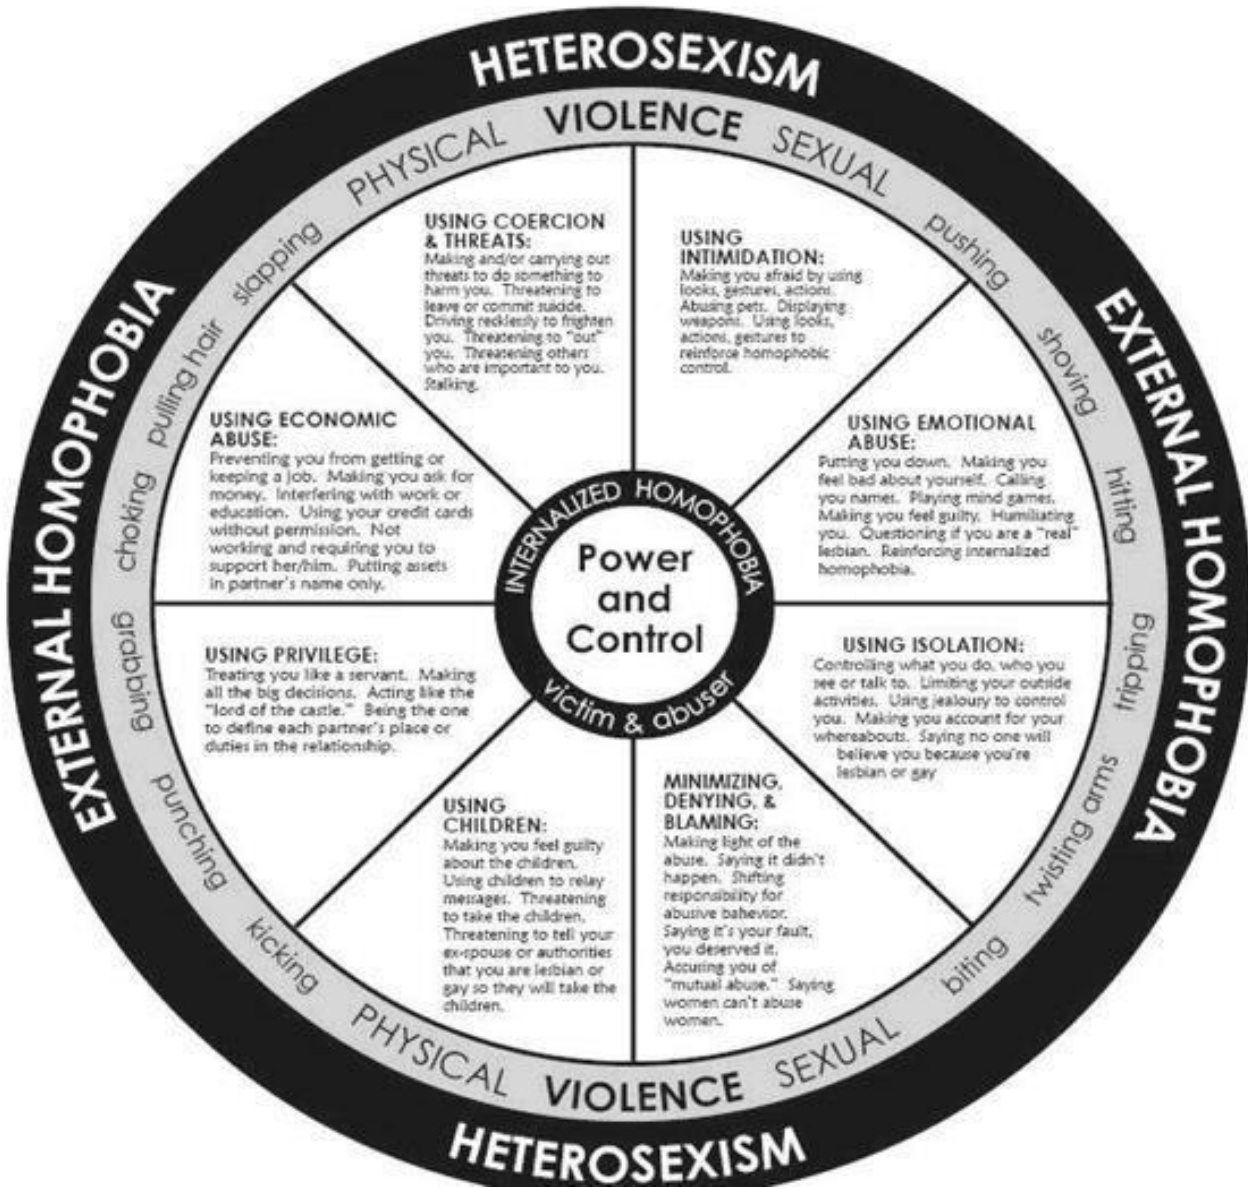 HETEROSEXISM
PHYSICAL VIOLENCE SEXUAL
pushing
shoving
hitting
tripping
twisting arms
biting
EXTERNAL HOMOPHOBIA
EXTERNAL HOMOPHOBIA
slapping
pulling hair
choking
grabbing
punching
kicking
USING COERCION
& THREATS:
Making and/or carrying out
threats to do something to
harm you. Threatening to
leave or commit suicide.
Driving recklessly to frighten
you. Threatening to "out"
you. Threatening others
who are important to you.
Stalking.
USING
INTIMIDATION:
Making you afraid by using
looks, gestures, actions.
Abusing pets. Displaying
weapons. Using looks,
actions, gestures to
reinforce homophobic
control.
USING ECONOMIC
ABUSE:
Preventing you from getting or
keeping a job. Making you ask for
money. Interfering with work or
education. Using your credit cards
without permission. Not
working and requiring you to
support her/him. Putting assets
in partner's name only.
USING EMOTIONAL
ABUSE:
Putting you down. Making you
feel bad about yourself. Calling
you names. Playing mind games.
Making you feel guilty. Humiliating
you. Questioning if you are a "real"
lesbian. Reinforcing internalized
homophobia.
INTERNALIZED HOMOPHOBIA
Power
and
Control
victim & abuser
USING PRIVILEGE:
Treating you like a servant. Making
all the big decisions. Acting like the
"lord of the castle." Being the one
to define each partner's place or
duties in the relationship.
USING ISOLATION:
Controlling what you do, who you
see or talk to. Limiting your outside
activities. Using jealousy to control
you. Making you account for your
whereabouts. Saying no one will
believe you because you're
lesbian or gay
USING
CHILDREN:
Making you feel guilty
about the children.
Using children to relay
messages. Threatening
to take the children.
Threatening to tell your
ex-spouse or authorities
that you are lesbian or
gay so they will take the
children.
MINIMIZING,
DENYING, &
BLAMING:
Making light of the
abuse. Saying it didn't
happen. Shifting
responsibility for
abusive bahevior.
Saying it's your fault,
you deserved it.
Accusing you of
"mutual abuse." Saying
women can't abuse
women.
PHYSICAL VIOLENCE SEXUAL
HETEROSEXISM